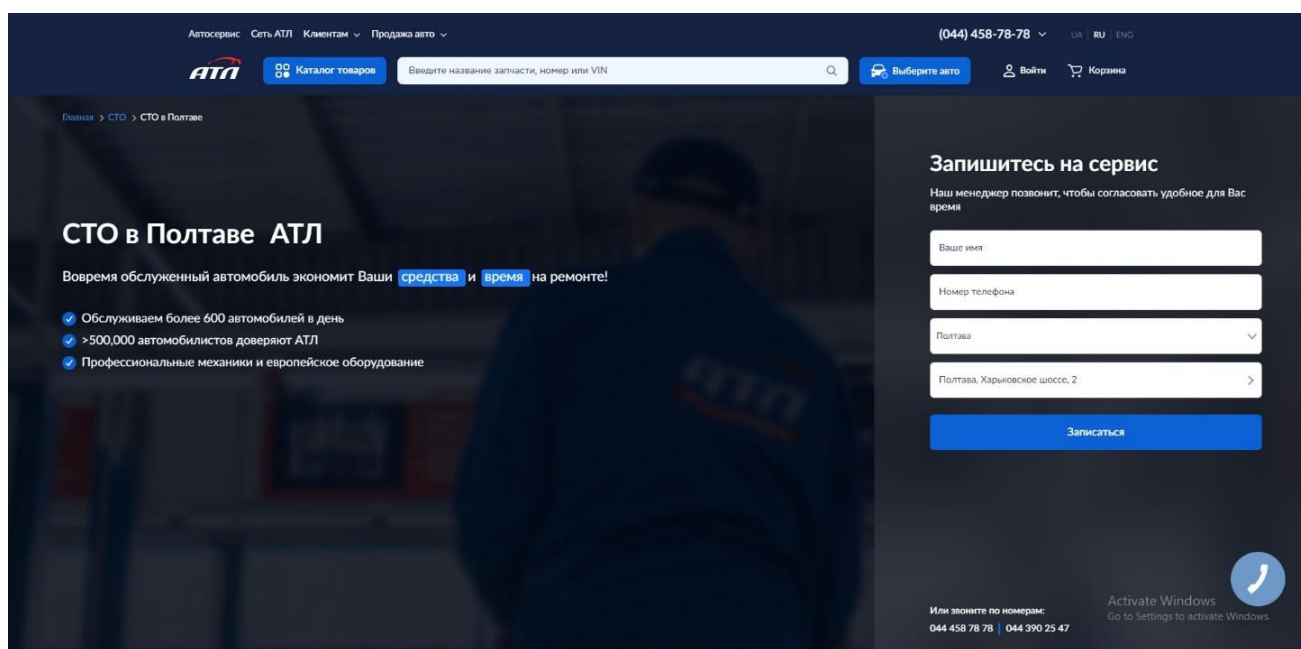 Автосервис Сеть АТЛ Клиентам Продажа авто (044) 458-78-78 UA | RU | ENG
АТЛ Каталог товаров Введите название запчасти, номер или VIN Выберите авто Войти Корзина
Главная > СТО > СТО в Полтаве
СТО в Полтаве АТЛ
Вовремя обслуженный автомобиль экономит Ваши средства и время на ремонте!
Обслуживаем более 600 автомобилей в день
>500,000 автомобилистов доверяют АТЛ
Профессиональные механики и европейское оборудование
АТЛ
Запишитесь на сервис
Наш менеджер позвонит, чтобы согласовать удобное для Вас
время
Ваше имя
Номер телефона
Полтава
Полтава, Харьковское шоссе, 2
Записаться
Или звоните по номерам:
044 458 78 78 | 044 390 25 47
Activate Windows
Go to Settings to activate Windows.